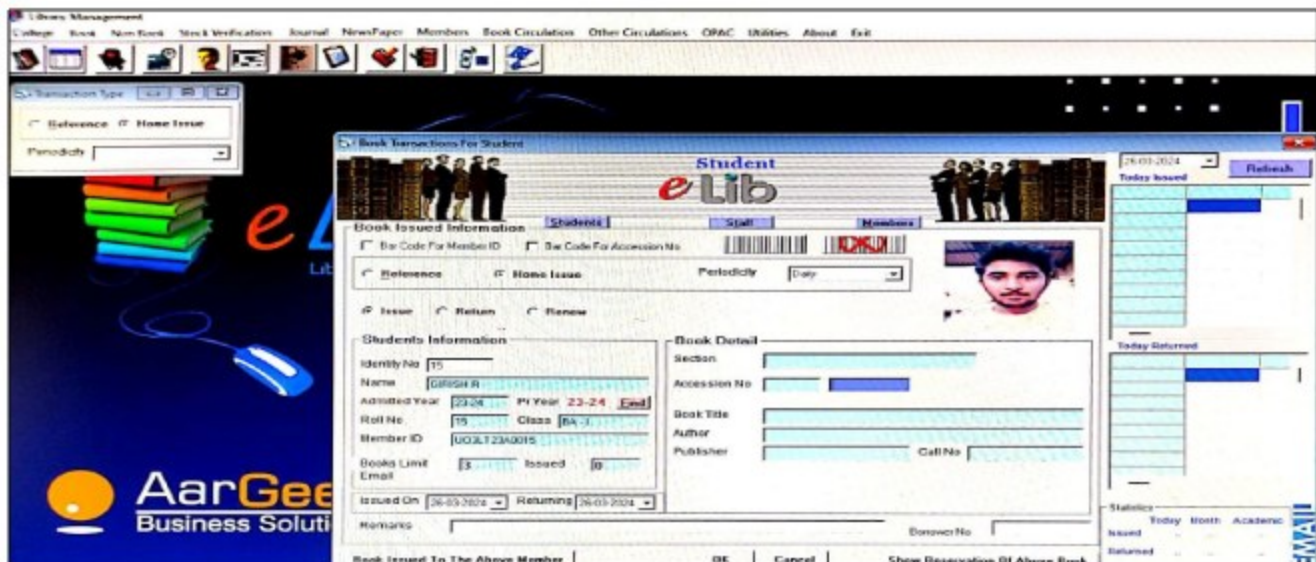 Library Management
College Book Non Book Stock Verification Journal NewsPaper Members Book Circulation Other Circulations OPAC Utilities About Exit
Transaction Type
Reference Home Issue
Periodicity
e
AarGee
Business Soluti
Book Transactions For Student
Student
eLib
Students Staff Members
Book Issued Information
Bar Code For Member ID Bar Code For Accession No
Reference Home Issue Periodicity Daily
Issue Return Renew
Students Information
Identity No 15
Name GIRISH R
Admitted Year 23-24 Pr Year 23-24 Find
Roll No 15 Class BA -I
Member ID UO3LT23A0015
Books Limit 3 Issued 0
Email
Issued On 26-03-2024 Returning 26-03-2024
Remarks
Borrower No
Book Detail
Section
Accession No
Book Title
Author
Publisher Call No
Book Issued To The Above Member OK Cancel Show Reservation Of Above Book
26-03-2024 Refresh
Today Issued
Today Returned
Statistics
Today Month Academic
Issued
Returned
EMAIL